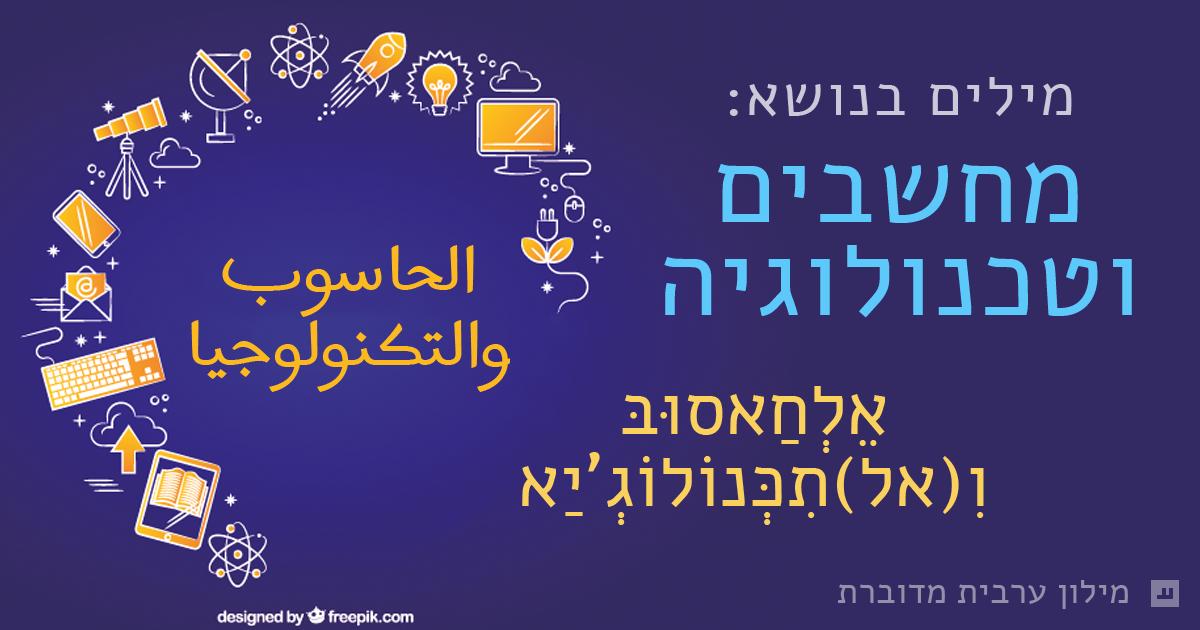 מילים בנושא:
מחשבים
וטכנולוגיה
الحاسوب
والتكنولوجيا
אֵלְחַאסוּבּ
וִ(אל)תִכְּנוֹלוֹגְ'יַא
מילון ערבית מדוברת
designed by freepik.com